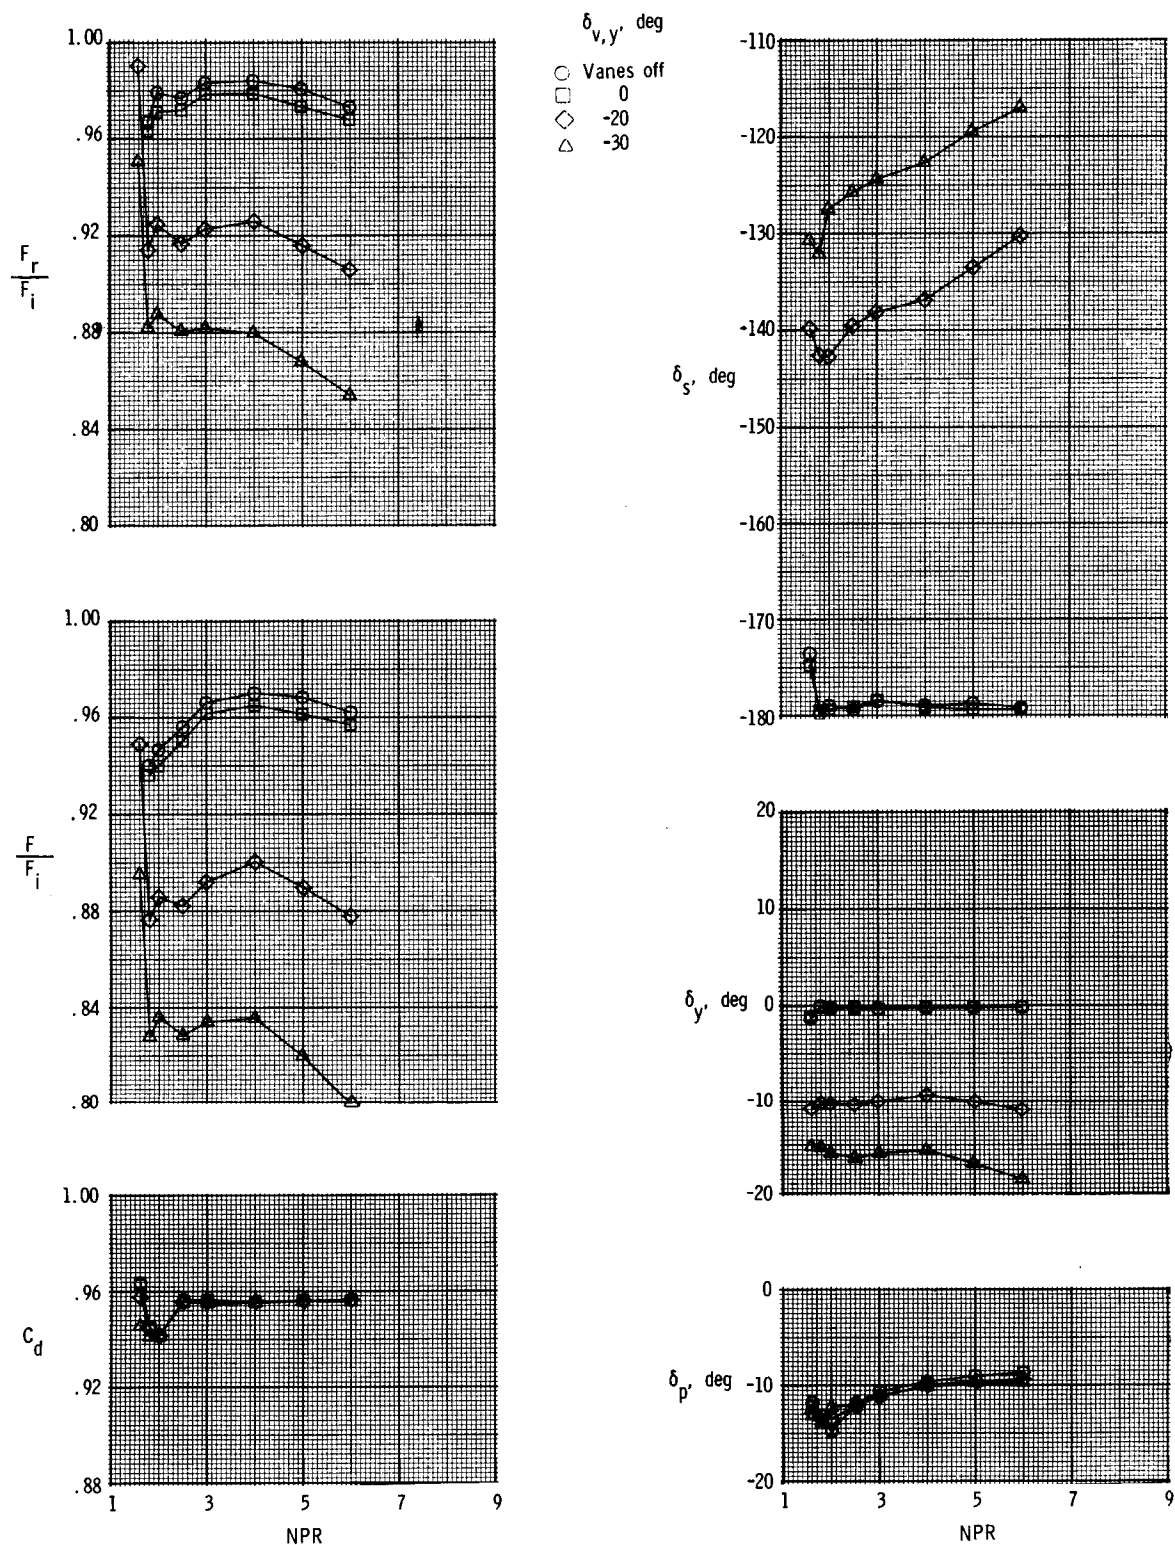 δv,y, deg
Vanes off
0
-20
-30
1.00
.96
.92
.88
.84
.80
Fr
Fi
1.00
.96
.92
.88
.84
.80
F
Fi
1.00
.96
.92
.88
Cd
1 3 5 7 9
NPR
-110
-120
-130
-140
-150
-160
-170
-180
δs, deg
20
10
0
-10
-20
δy, deg
0
-10
-20
δp, deg
1 3 5 7 9
NPR